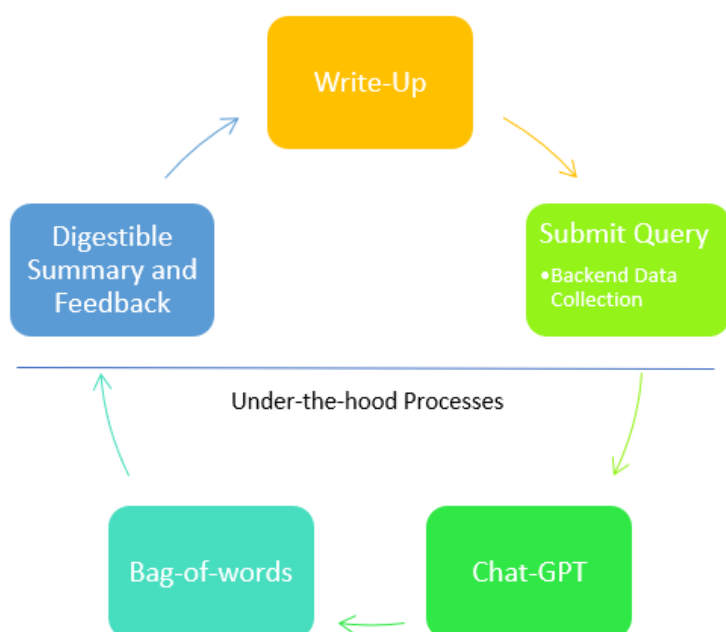 Write-Up
Digestible
Summary and
Feedback
Submit Query
•Backend Data
Collection
Under-the-hood Processes
Bag-of-words
Chat-GPT